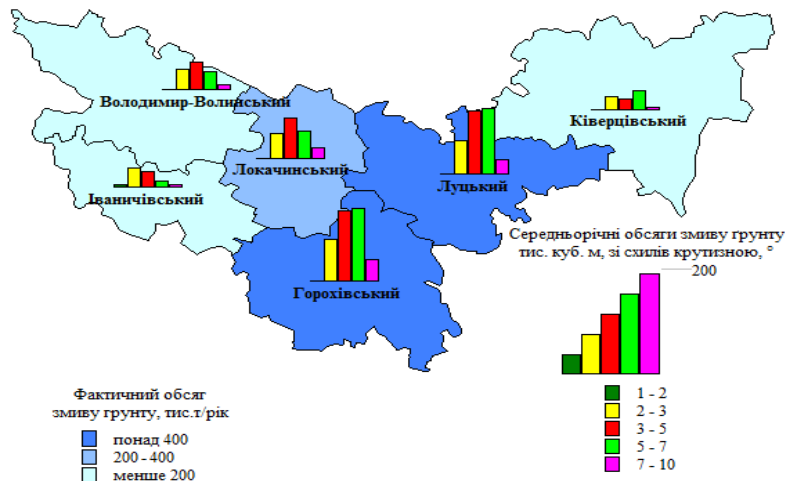 Володимир-Волинський
Ківерцівський
Локачинський
Луцький
Іваничівський
Горохівський
Середньорічні обсяги змиву ґрунту
тис. куб. м, зі схилів крутизною, °
200
1 - 2
2 - 3
3 - 5
5 - 7
7 - 10
Фактичний обсяг
змиву грунту, тис.т/рік
понад 400
200 - 400
менше 200